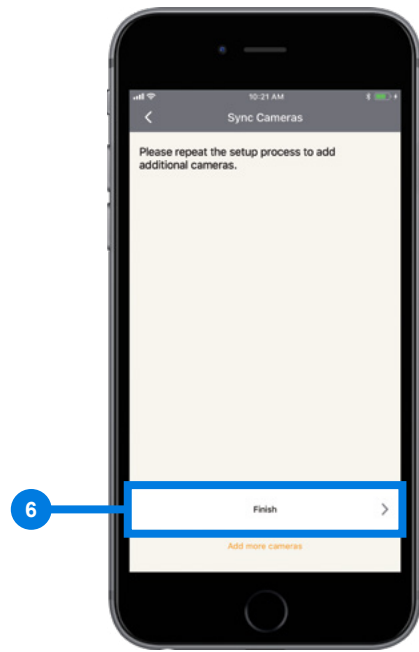 10:21 AM
Sync Cameras
Please repeat the setup process to add
additional cameras.
6
Finish
Add more cameras